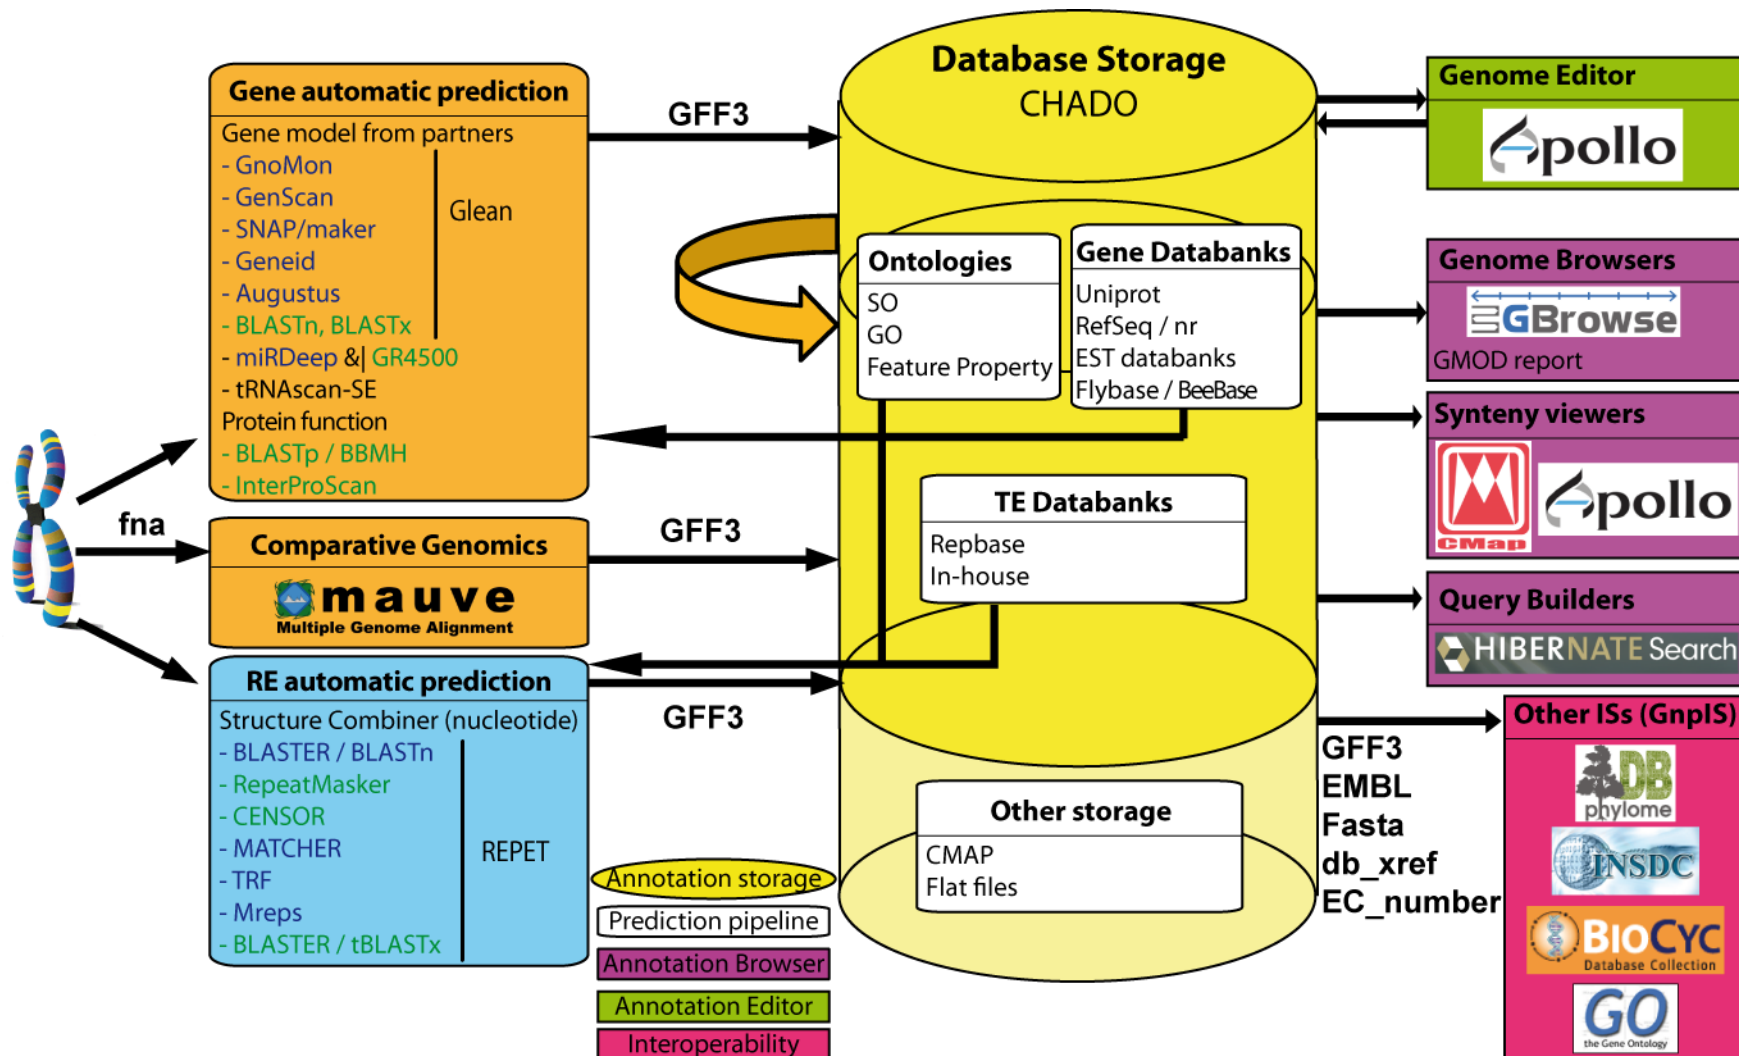 Gene automatic prediction
Gene model from partners
- GnoMon
- GenScan
- SNAP/maker
- Geneid
- Augustus
- BLASTn, BLASTx
Glean
- miRDeep &| GR4500
- tRNAscan-SE
Protein function
- BLASTp / BBMH
- InterProScan
fna
Comparative Genomics
mauve
Multiple Genome Alignment
RE automatic prediction
Structure Combiner (nucleotide)
- BLASTER / BLASTn
- RepeatMasker
- CENSOR
- MATCHER
- TRF
- Mreps
- BLASTER / tBLASTx
REPET
GFF3
GFF3
GFF3
Annotation storage
Prediction pipeline
Annotation Browser
Annotation Editor
Interoperability
Database Storage
CHADO
Ontologies
SO
GO
Feature Property
Gene Databanks
Uniprot
RefSeq / nr
EST databanks
Flybase / BeeBase
TE Databanks
Repbase
In-house
Other storage
CMAP
Flat files
GFF3
EMBL
Fasta
db_xref
EC_number
Genome Editor
Apollo
Genome Browsers
GBrowse
GMOD report
Synteny viewers
CMap
Apollo
Query Builders
HIBERNATE Search
Other ISs (GnpIS)
DB
phylome
INSDC
BIOCYC
Database Collection
GO
the Gene Ontology